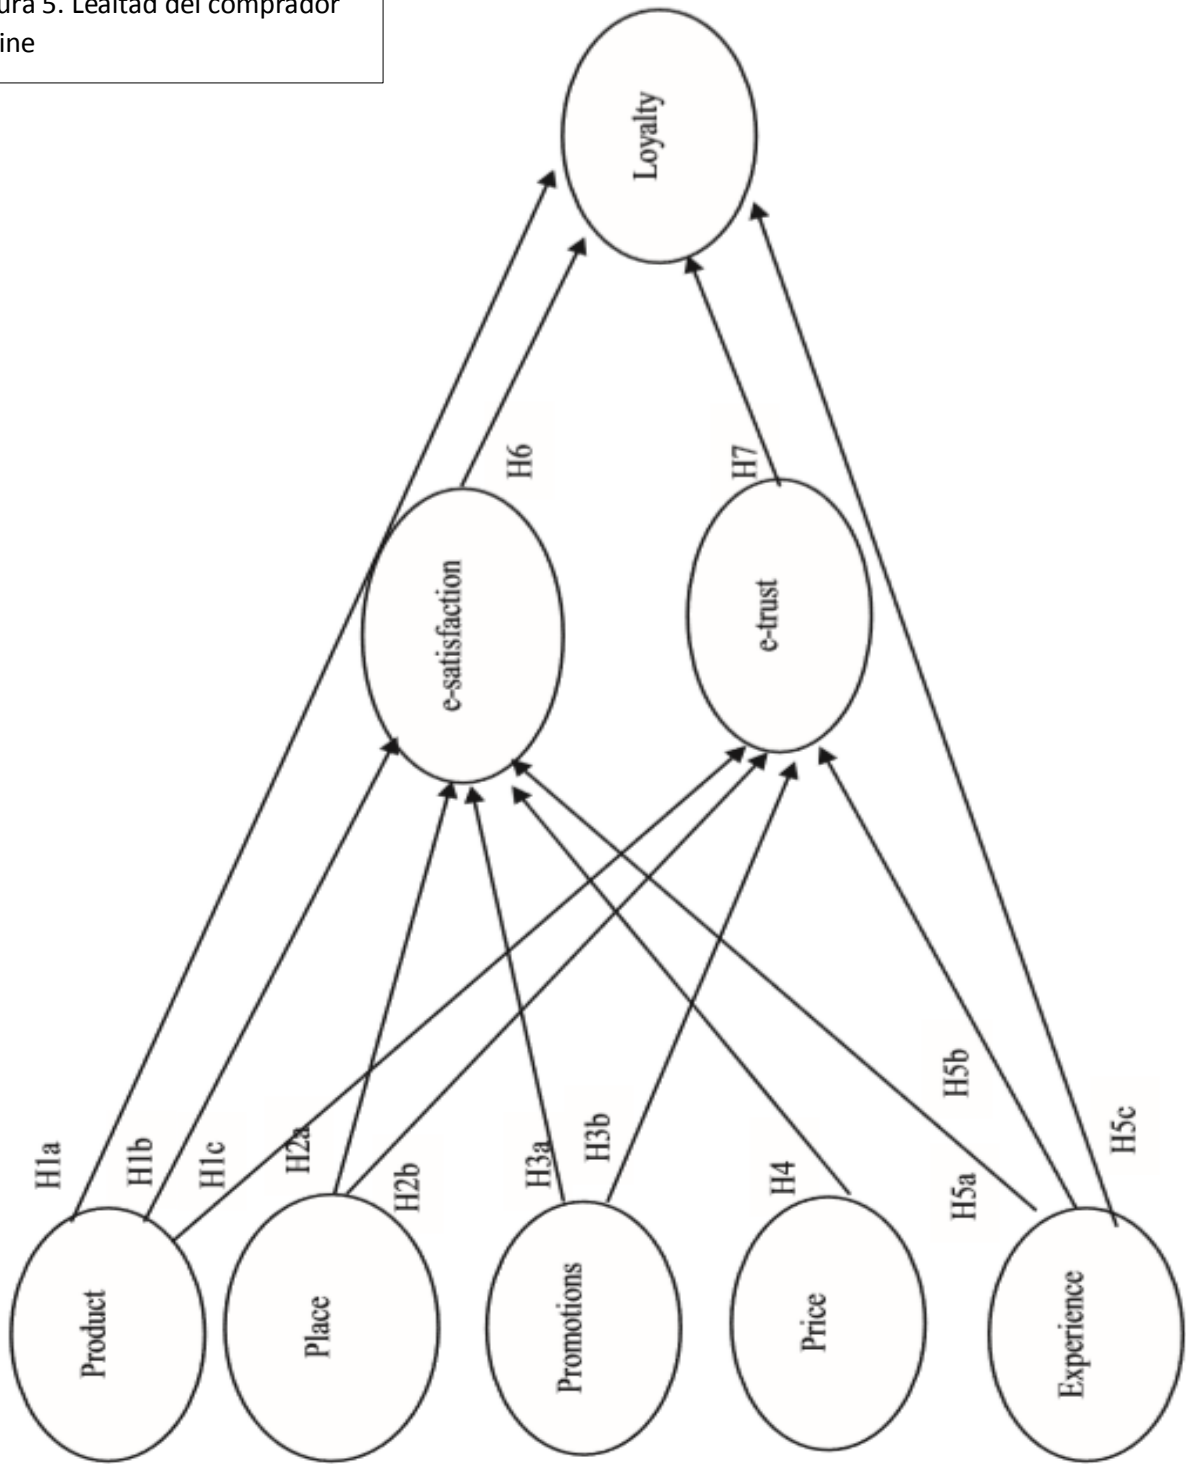 5. Lealtad del comprador
Loyalty
H6
H7
e-satisfaction
e-trust
H1a
H1b
H1c
H2a
H2b
H3a
H3b
H4
H5a
H5b
H5c
Product
Place
Promotions
Price
Experience